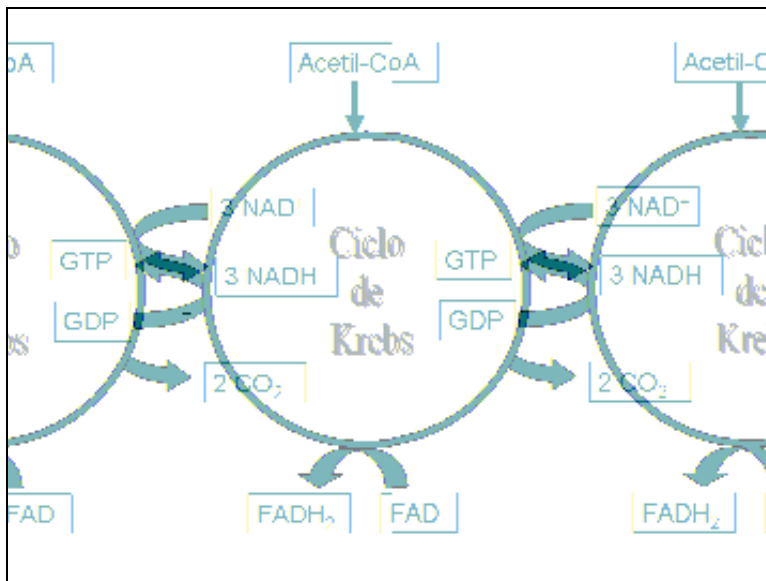 Acetil-CoA
3 NAD
3 NAD⁺
Ciclo
de
Krebs
GTP
3 NADH
GTP
3 NADH
GDP
GDP
2 CO₂
2 CO₂
FAD
FADH₂
FAD
FADH₂